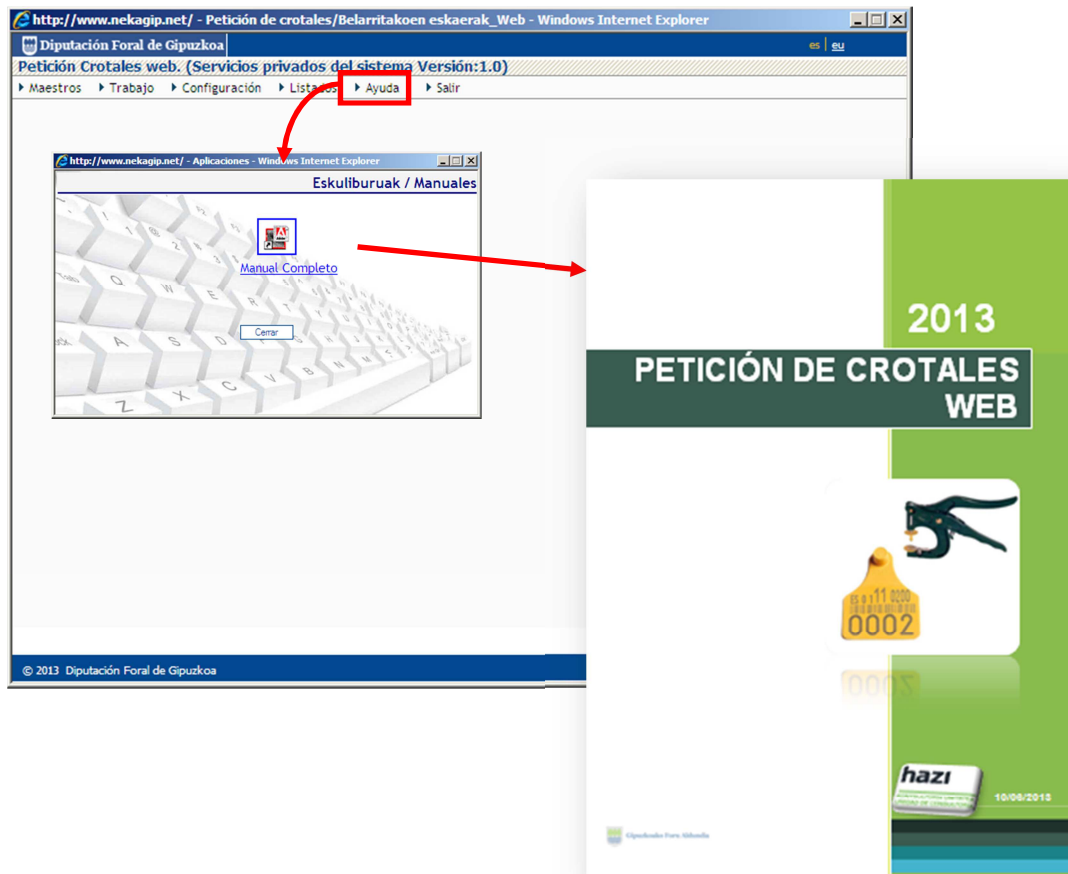 http://www.nekagip.net/ - Petición de crotales/Belarritakoen eskaerak_Web - Windows Internet Explorer
Diputación Foral de Gipuzkoa
es | eu
Petición Crotales web. (Servicios privados del sistema Versión:1.0)
Maestros Trabajo Configuración Listados Ayuda Salir
http://www.nekagip.net/ - Aplicaciones - Windows Internet Explorer
Eskuliburuak / Manuales
Manual Completo
Cerrar
© 2013 Diputación Foral de Gipuzkoa
2013
PETICIÓN DE CROTALES
WEB
0002
hazi
10/06/2013
Gipuzkoako Foru Aldundia